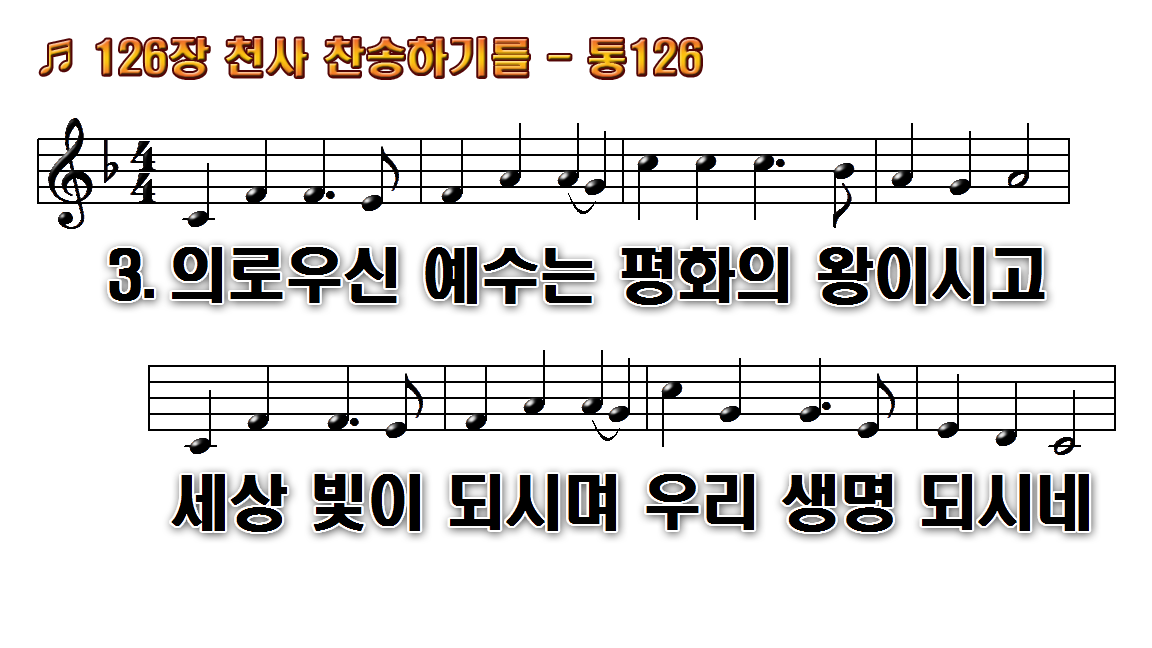 ♬ 126장 천사 찬송하기를 - 통126
4
4
3. 의로우신 예수는 평화의 왕이시고
세상 빛이 되시며 우리 생명 되시네